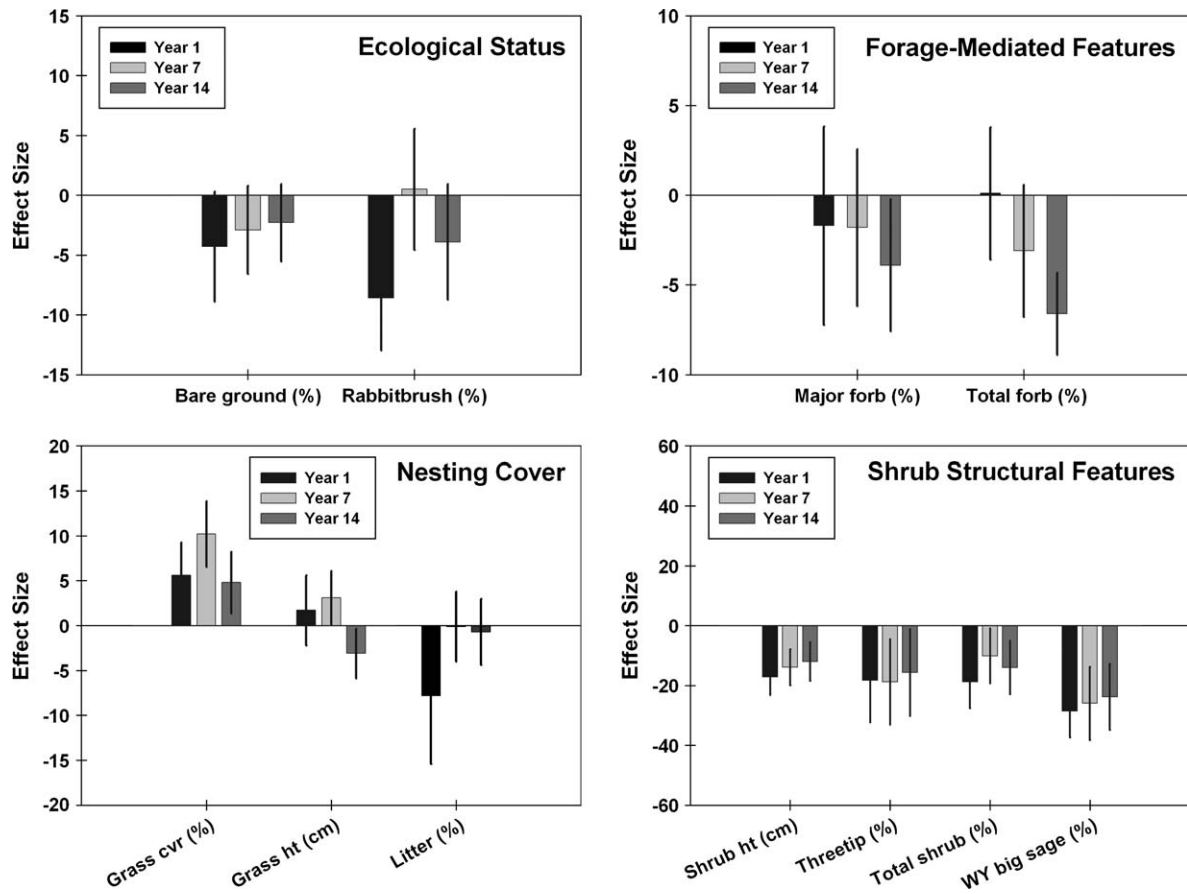 Ecological Status
Year 1
Year 7
Year 14
Effect Size
15
10
5
0
-5
-10
-15
Bare ground (%) Rabbitbrush (%)
Forage-Mediated Features
Year 1
Year 7
Year 14
Effect Size
10
5
0
-5
-10
Major forb (%) Total forb (%)
Nesting Cover
Year 1
Year 7
Year 14
Effect Size
20
15
10
5
0
-5
-10
-15
-20
Grass cvr (%)
Grass ht (cm)
Litter (%)
Shrub Structural Features
Year 1
Year 7
Year 14
Effect Size
60
40
20
0
-20
-40
-60
Shrub ht (cm)
Threetip (%)
Total shrub (%)
WY big sage (%)